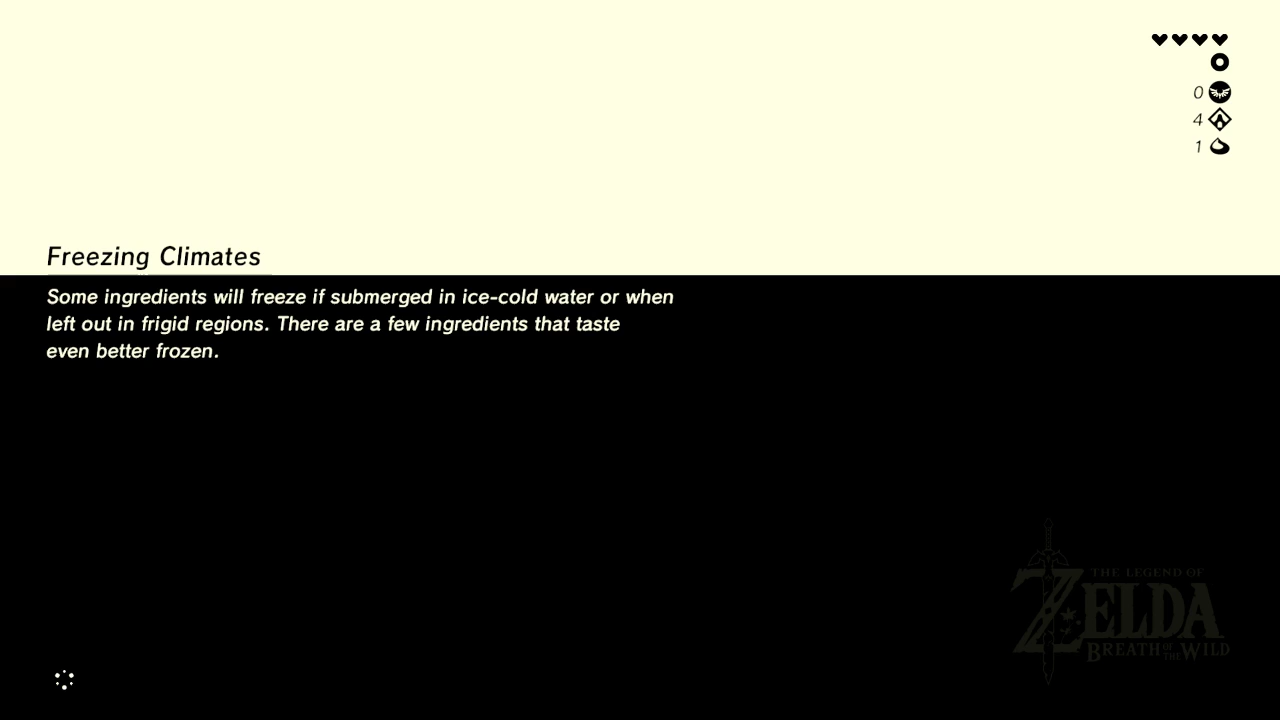 0
4
1
Freezing Climates
Some ingredients will freeze if submerged in ice-cold water or when
left out in frigid regions. There are a few ingredients that taste
even better frozen.
THE LEGEND OF
ZELDA
BREATH OF THE WILD